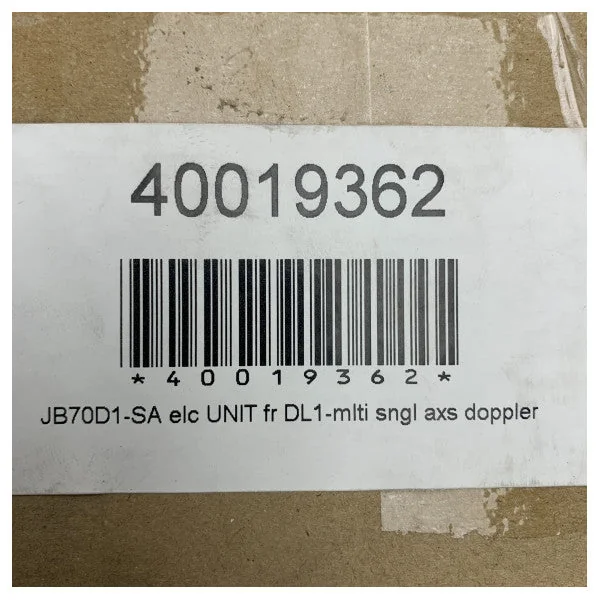 40019362
*40019362*
JB70D1-SA elc UNIT fr DL1-mlti sngl axs doppler